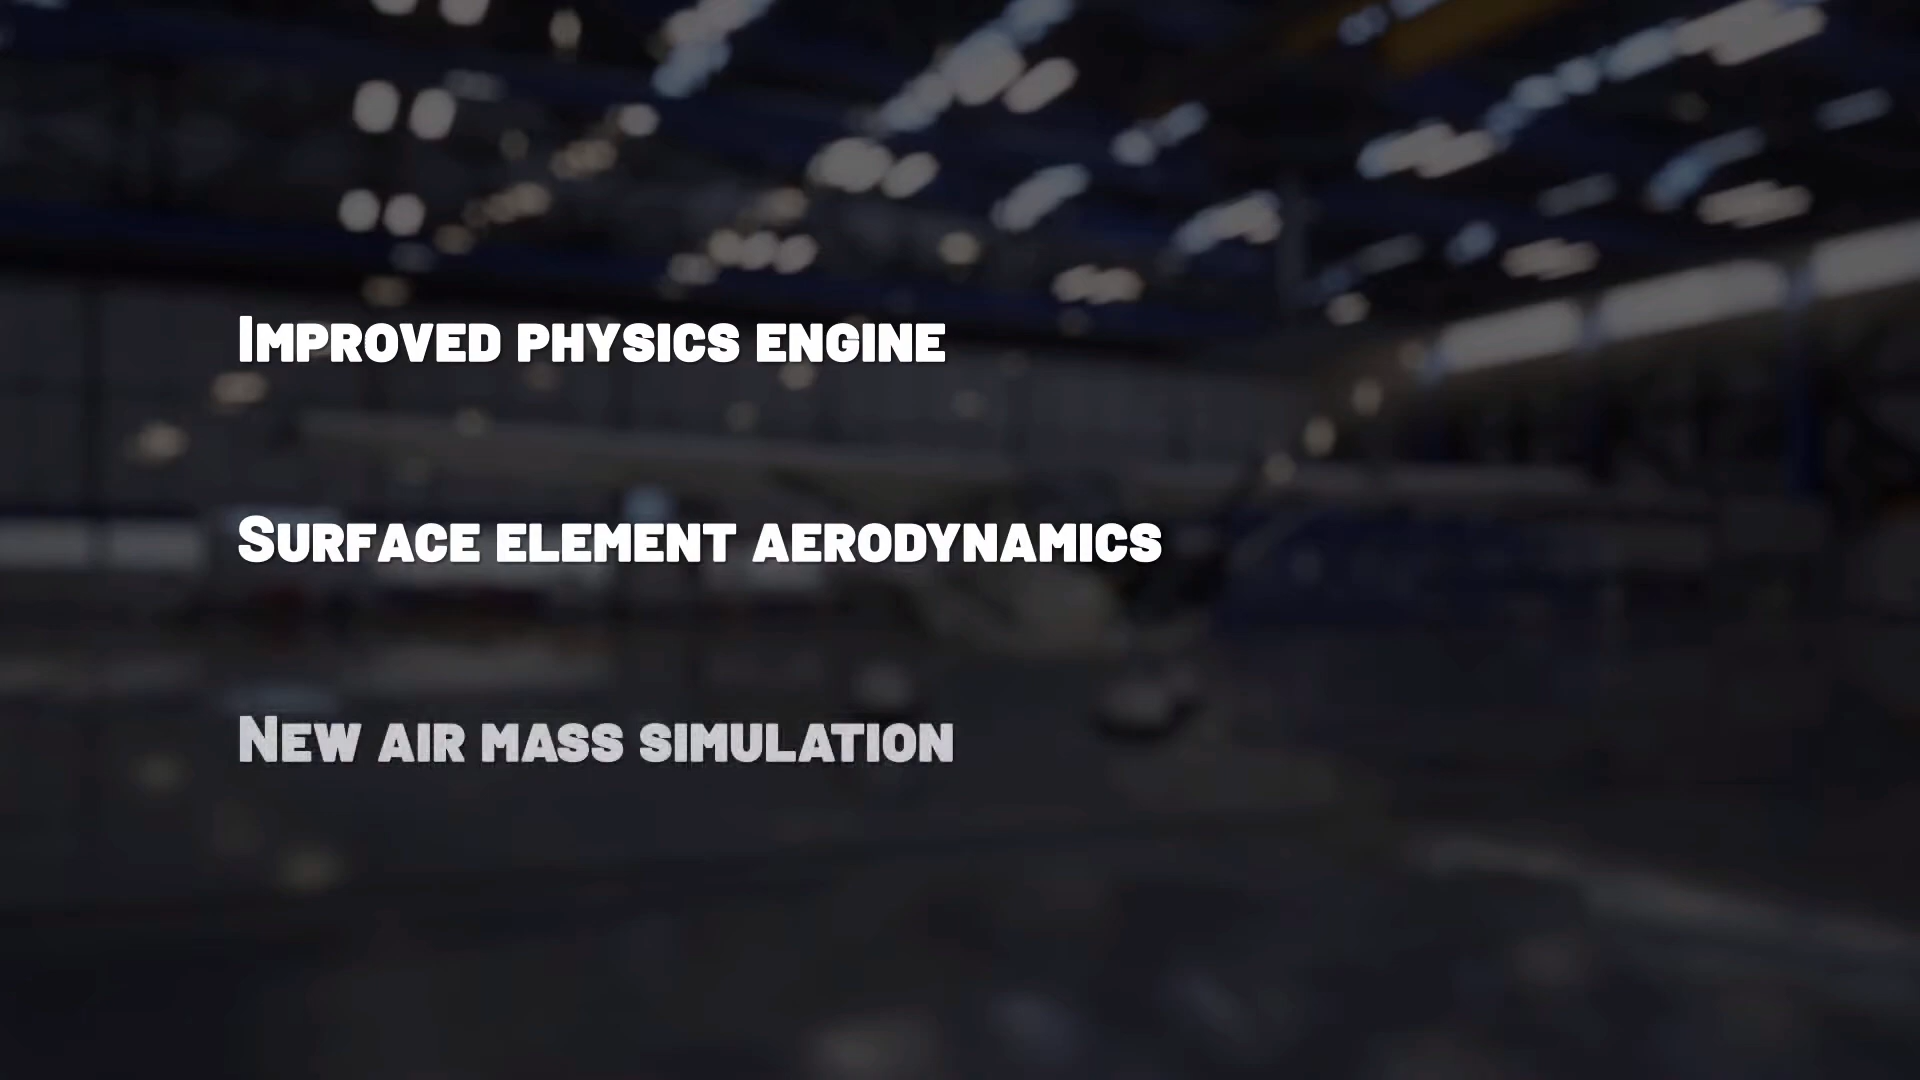 Improved physics engine
Surface element aerodynamics
New air mass simulation